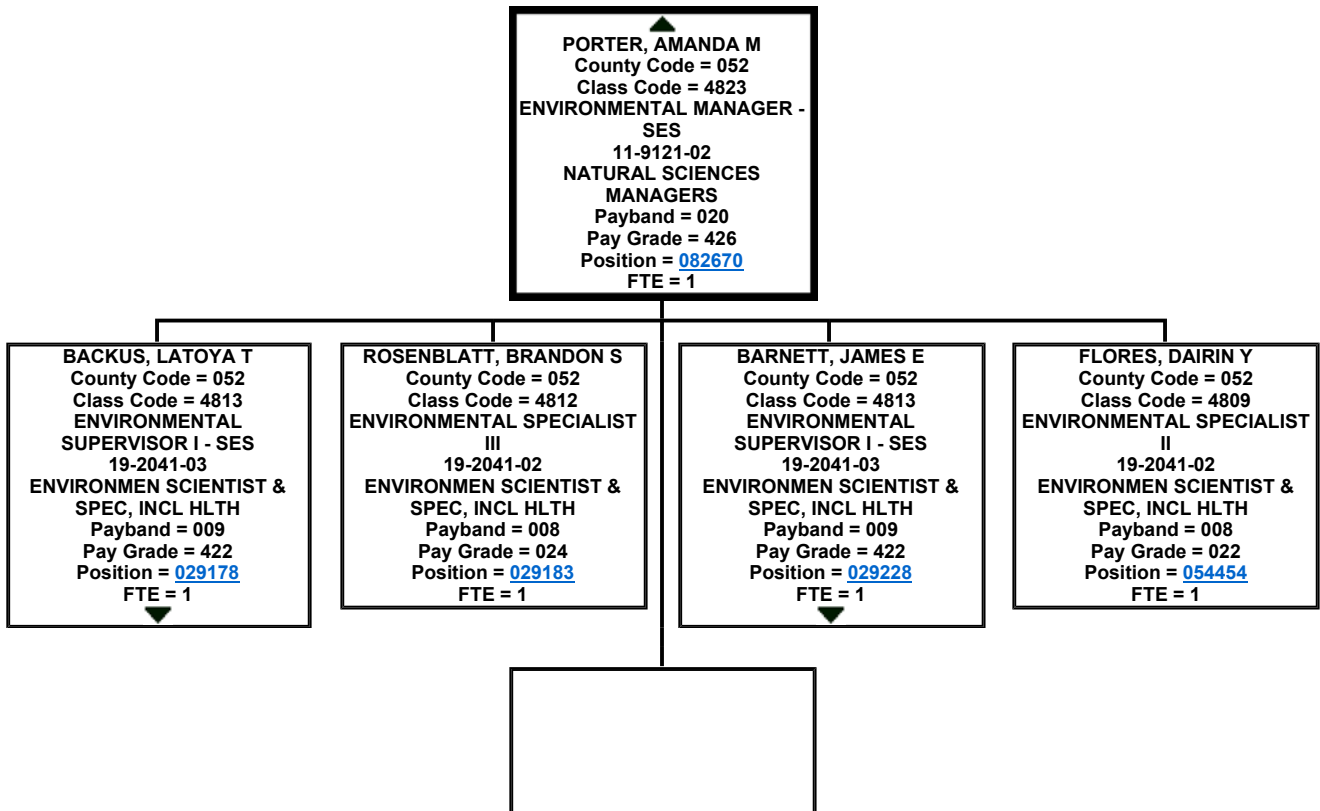 PORTER, AMANDA M
County Code = 052
Class Code = 4823
ENVIRONMENTAL MANAGER -
SES
11-9121-02
NATURAL SCIENCES
MANAGERS
Payband = 020
Pay Grade = 426
Position = 082670
FTE = 1
BACKUS, LATOYA T
County Code = 052
Class Code = 4813
ENVIRONMENTAL
SUPERVISOR I - SES
19-2041-03
ENVIRONMEN SCIENTIST &
SPEC, INCL HLTH
Payband = 009
Pay Grade = 422
Position = 029178
FTE = 1
ROSENBLATT, BRANDON S
County Code = 052
Class Code = 4812
ENVIRONMENTAL SPECIALIST
III
19-2041-02
ENVIRONMEN SCIENTIST &
SPEC, INCL HLTH
Payband = 008
Pay Grade = 024
Position = 029183
FTE = 1
BARNETT, JAMES E
County Code = 052
Class Code = 4813
ENVIRONMENTAL
SUPERVISOR I - SES
19-2041-03
ENVIRONMEN SCIENTIST &
SPEC, INCL HLTH
Payband = 009
Pay Grade = 422
Position = 029228
FTE = 1
FLORES, DAIRIN Y
County Code = 052
Class Code = 4809
ENVIRONMENTAL SPECIALIST
II
19-2041-02
ENVIRONMEN SCIENTIST &
SPEC, INCL HLTH
Payband = 008
Pay Grade = 022
Position = 054454
FTE = 1